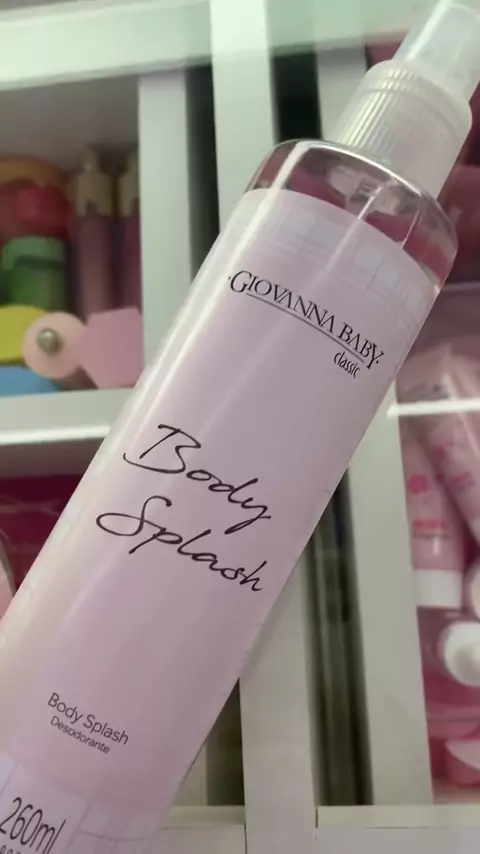 GIOVANNA BABY
classic
Body
Splash
Body Splash
Desodorante
260ml